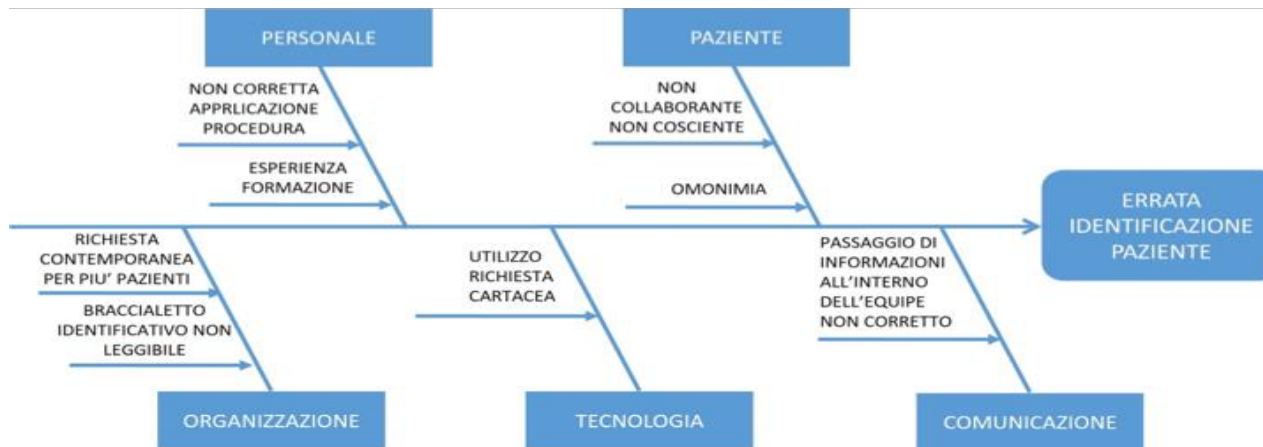 PERSONALE
PAZIENTE
NON CORRETTA
APPRLICAZIONE
PROCEDURA
ESPERIENZA
FORMAZIONE
NON
COLLABORANTE
NON COSCIENTE
OMONIMIA
ERRATA
IDENTIFICAZIONE
PAZIENTE
RICHIESTA
CONTEMPORANEA
PER PIU’ PAZIENTI
BRACCIALETTO
IDENTIFICATIVO NON
LEGGIBILE
UTILIZZO
RICHIESTA
CARTACEA
PASSAGGIO DI
INFORMAZIONI
ALL’INTERNO
DELL’EQUIPE
NON CORRETTO
ORGANIZZAZIONE
TECNOLOGIA
COMUNICAZIONE